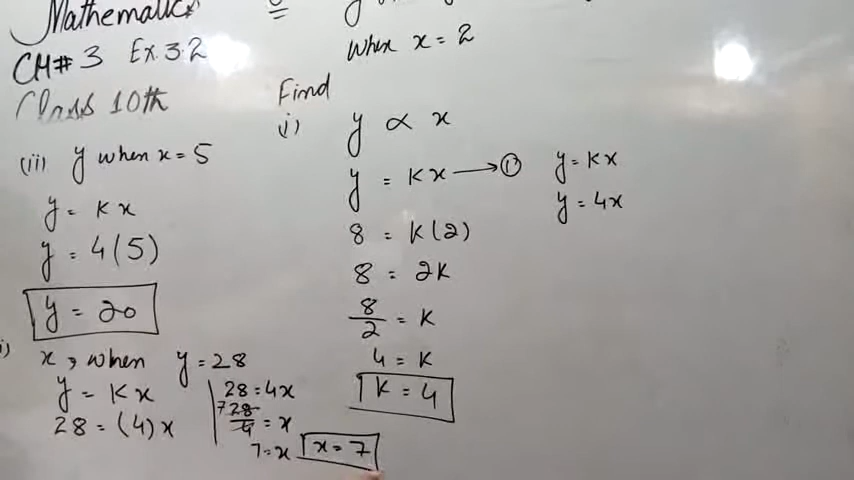 Mathematics
CH# 3 Ex 3.2
Class 10th
when x = 2
Find
i)
y ∝ x
y = Kx → ①
8 = K(2)
8 = 2K
8/2 = K
4 = K
K = 4
y = Kx
y = 4x
(iii) y when x = 5
y = Kx
y = 4(5)
y = 20
x, when y = 28
y = Kx
28 = (4)x
28 = 4x
7 28/4 = x
7 = x
x = 7